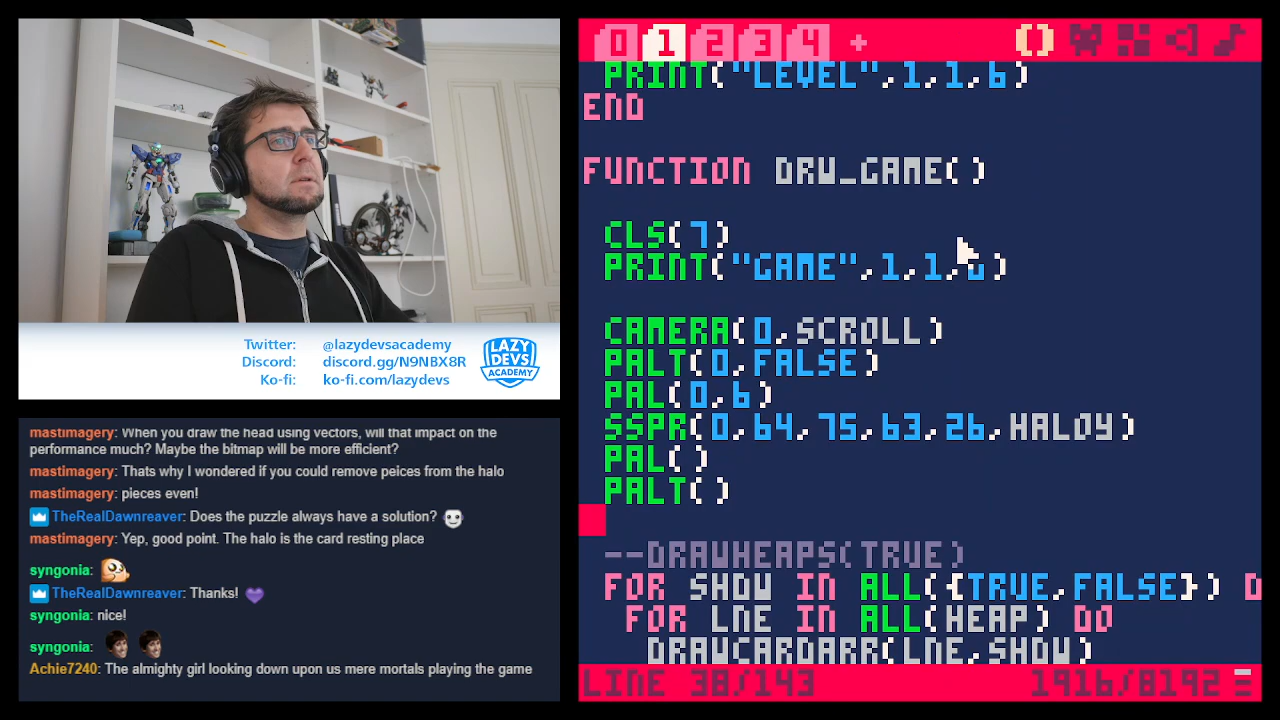 Twitter: @lazydevsacademy
Discord: discord.gg/N9NBX8R
Ko-fi: ko-fi.com/lazydevs
LAZY
DEVS
ACADEMY
mastimagery: When you draw the head using vectors, will that impact on the
performance much? Maybe the bitmap will be more efficient?
mastimagery: Thats why I wondered if you could remove peices from the halo
mastimagery: pieces even!
TheRealDawnreaver: Does the puzzle always have a solution?
mastimagery: Yep, good point. The halo is the card resting place
syngonia:
TheRealDawnreaver: Thanks!
syngonia: nice!
syngonia:
Achie7240: The almighty girl looking down upon us mere mortals playing the game
0 1 2 3 4 +
PRINT("LEVEL",1,1,6)
END
FUNCTION DRW_GAME()
CLS(7)
PRINT("GAME",1,1,6)
CAMERA(0,SCROLL)
PALT(0,FALSE)
PAL(0,6)
SSPR(0,64,75,63,26,HALOY)
PAL()
PALT()
--DRAWHEAPS(TRUE)
FOR SHOW IN ALL({TRUE,FALSE}) D
FOR LNE IN ALL(HEAP) DO
DRAWCARDARR(LNE,SHOW)
LINE 38/143 1916/8192